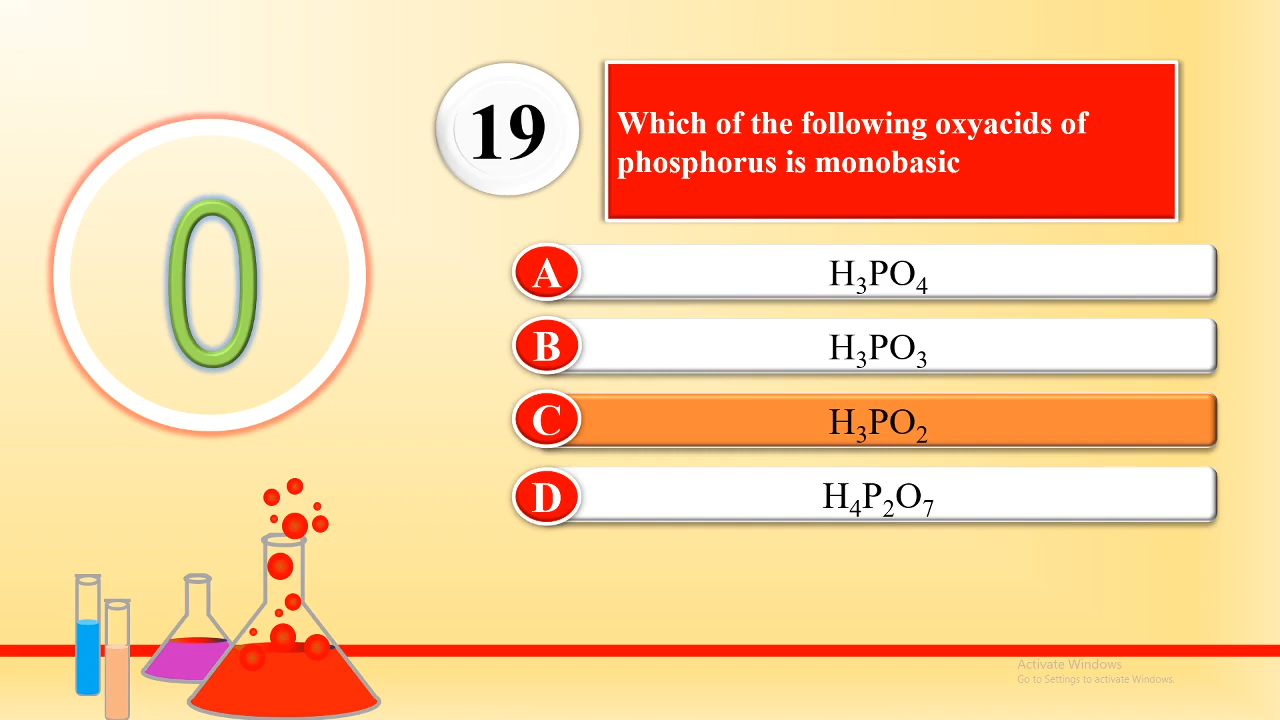 0
19
Which of the following oxyacids of
phosphorus is monobasic
A H₃PO₄
B H₃PO₃
C H₃PO₂
D H₄P₂O₇
Activate Windows
Go to Settings to activate Windows.